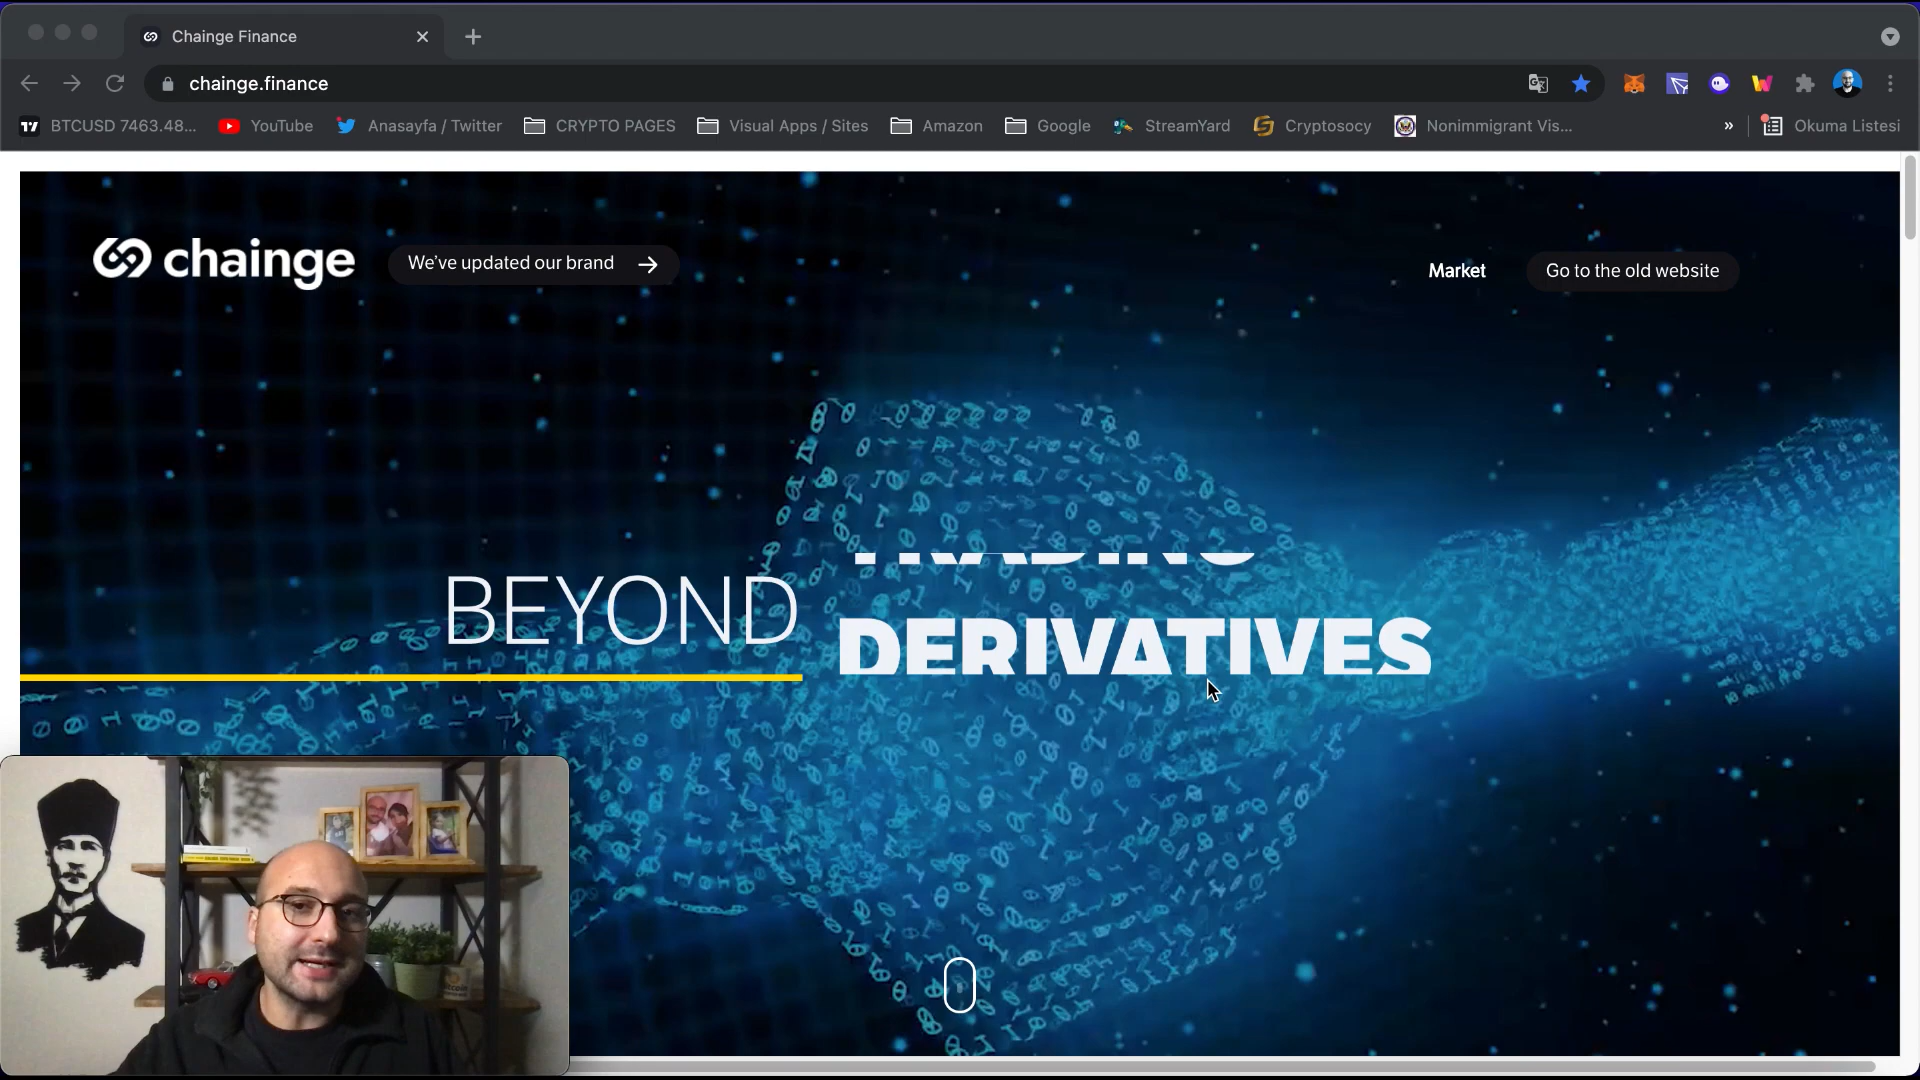 Chainge Finance
chainge.finance
BTCUSD 7463.48...
YouTube
Anasayfa / Twitter
CRYPTO PAGES
Visual Apps / Sites
Amazon
Google
StreamYard
Cryptosocy
Nonimmigrant Vis...
»
Okuma Listesi
chainge
We've updated our brand
Market
Go to the old website
TRADING
BEYOND
DERIVATIVES